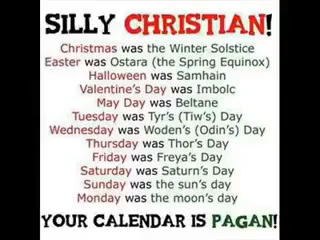 SILLY CHRISTIAN!
Christmas was the Winter Solstice
Easter was Ostara (the Spring Equinox)
Halloween was Samhain
Valentine's Day was Imbolc
May Day was Beltane
Tuesday was Tyr's (Tiw's) Day
Wednesday was Woden's (Odin's) Day
Thursday was Thor's Day
Friday was Freya's Day
Saturday was Saturn's Day
Sunday was the sun's day
Monday was the moon's day
YOUR CALENDAR IS PAGAN!